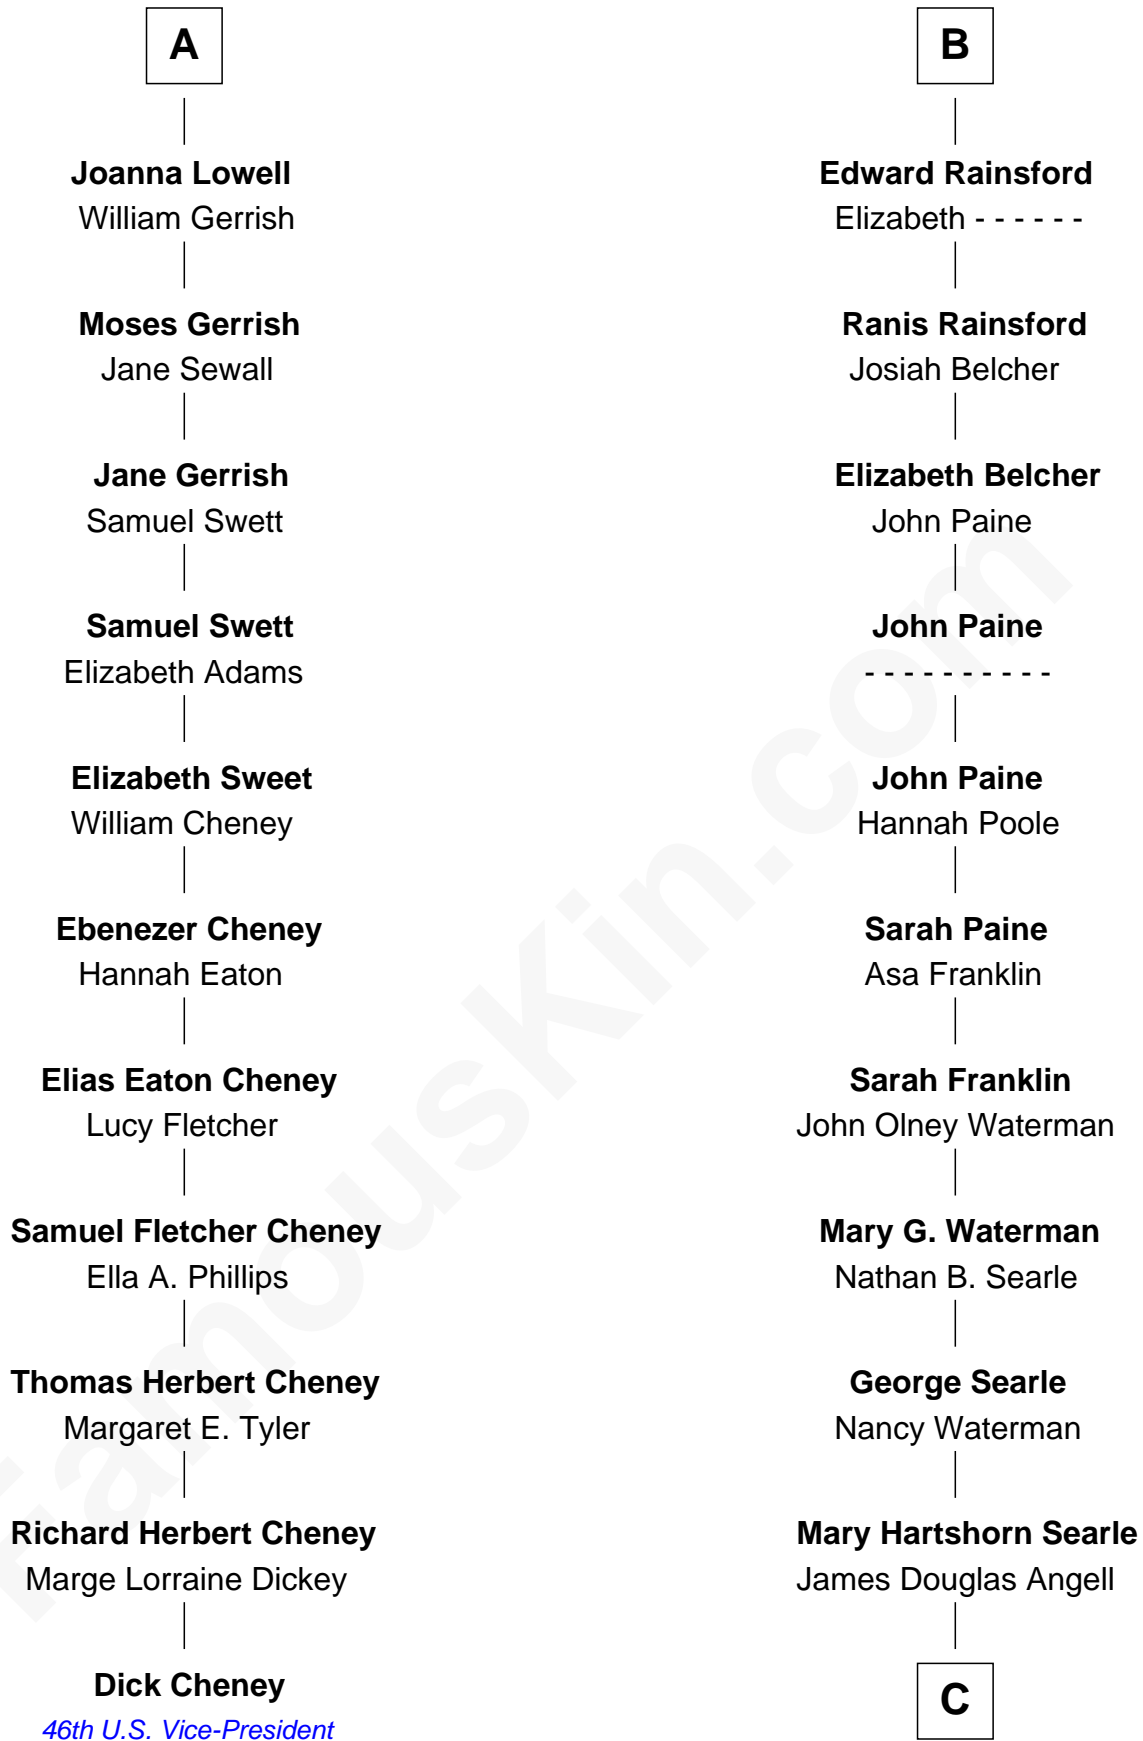 A
Joanna Lowell
William Gerrish
Moses Gerrish
Jane Sewall
Jane Gerrish
Samuel Swett
Samuel Swett
Elizabeth Adams
Elizabeth Sweet
William Cheney
Ebenezer Cheney
Hannah Eaton
Elias Eaton Cheney
Lucy Fletcher
Samuel Fletcher Cheney
Ella A. Phillips
Thomas Herbert Cheney
Margaret E. Tyler
Richard Herbert Cheney
Marge Lorraine Dickey
Dick Cheney
46th U.S. Vice-President
B
Edward Rainsford
Elizabeth - - - - - -
Ranis Rainsford
Josiah Belcher
Elizabeth Belcher
John Paine
John Paine
- - - - - - - - - -
John Paine
Hannah Poole
Sarah Paine
Asa Franklin
Sarah Franklin
John Olney Waterman
Mary G. Waterman
Nathan B. Searle
George Searle
Nancy Waterman
Mary Hartshorn Searle
James Douglas Angell
C
FamousKin.com